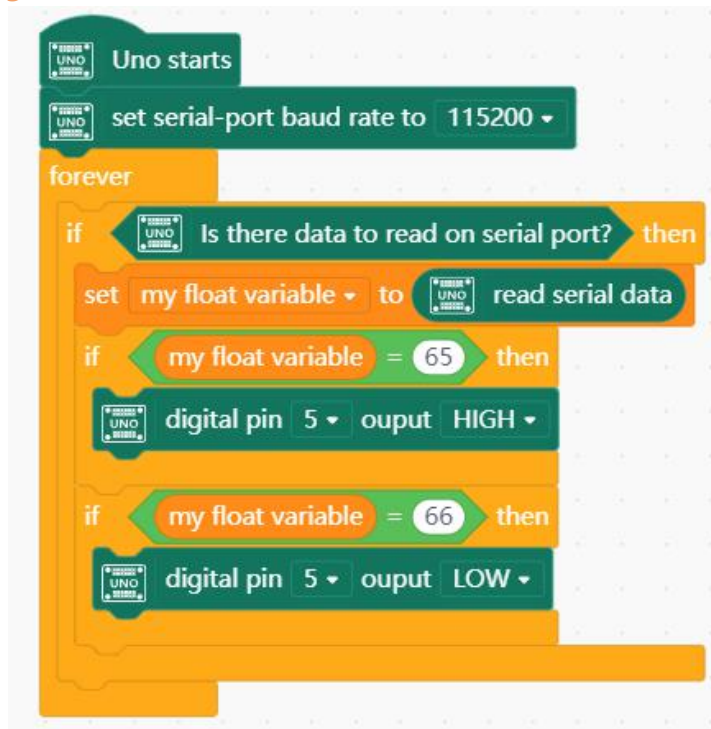 UNO Uno starts
UNO set serial-port baud rate to 115200
forever
if UNO Is there data to read on serial port? then
set my float variable to UNO read serial data
if my float variable = 65 then
UNO digital pin 5 ouput HIGH
if my float variable = 66 then
UNO digital pin 5 ouput LOW